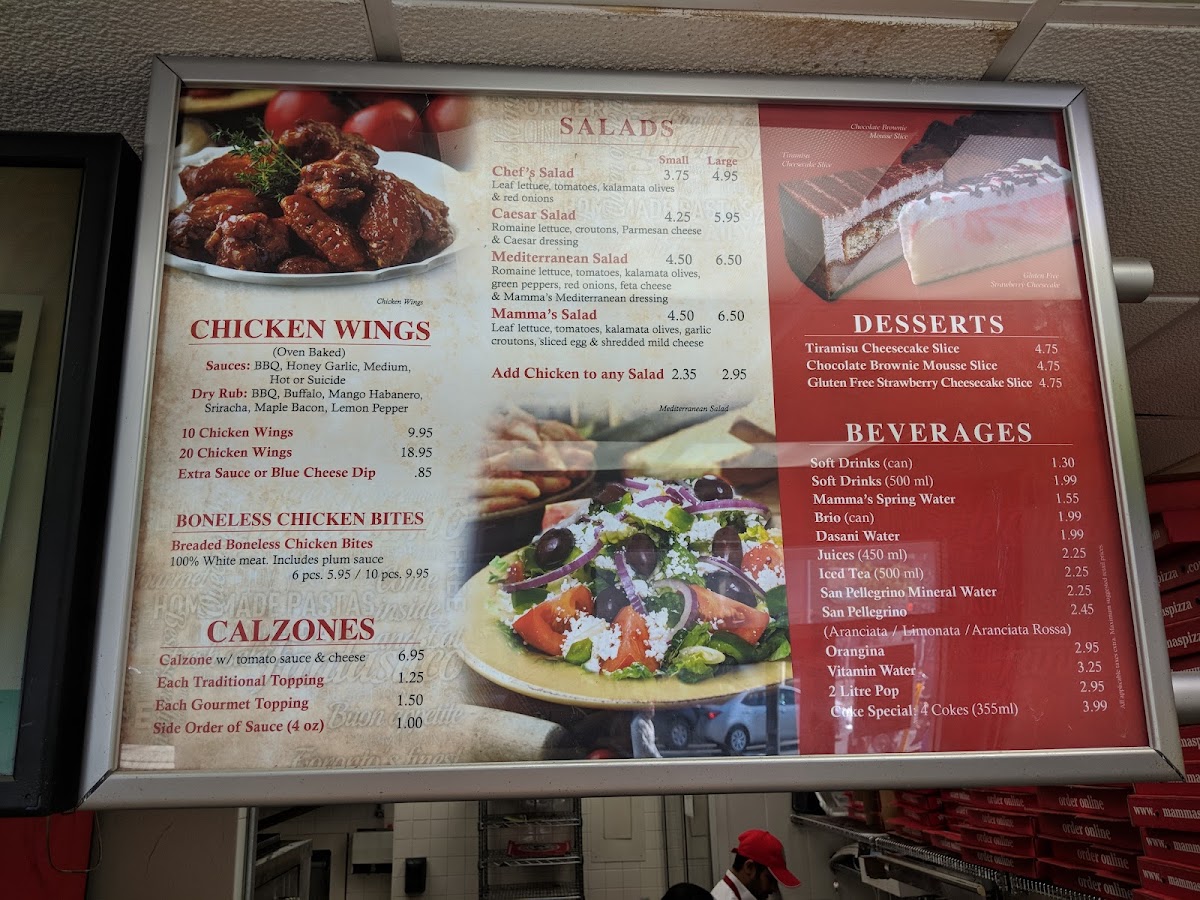 Chicken Wings
CHICKEN WINGS
(Oven Baked)
Sauces: BBQ, Honey Garlic, Medium,
Hot or Suicide
Dry Rub: BBQ, Buffalo, Mango Habanero,
Sriracha, Maple Bacon, Lemon Pepper
10 Chicken Wings 9.95
20 Chicken Wings 18.95
Extra Sauce or Blue Cheese Dip .85
BONELESS CHICKEN BITES
Breaded Boneless Chicken Bites
100% White meat. Includes plum sauce
6 pcs. 5.95 / 10 pcs. 9.95
HOMEMADE PASTAS
CALZONES
Calzone w/ tomato sauce & cheese 6.95
Each Traditional Topping 1.25
Each Gourmet Topping 1.50
Side Order of Sauce (4 oz) 1.00
SALADS
Small Large
Chef's Salad 3.75 4.95
Leaf lettuce, tomatoes, kalamata olives
& red onions
Caesar Salad 4.25 5.95
Romaine lettuce, croutons, Parmesan cheese
& Caesar dressing
Mediterranean Salad 4.50 6.50
Romaine lettuce, tomatoes, kalamata olives,
green peppers, red onions, feta cheese
& Mamma's Mediterranean dressing
Mamma's Salad 4.50 6.50
Leaf lettuce, tomatoes, kalamata olives, garlic
croutons, sliced egg & shredded mild cheese
Add Chicken to any Salad 2.35 2.95
Mediterranean Salad
Chocolate Brownie
Mousse Slice
Tiramisu
Cheesecake Slice
Gluten Free
Strawberry Cheesecake
DESSERTS
Tiramisu Cheesecake Slice 4.75
Chocolate Brownie Mousse Slice 4.75
Gluten Free Strawberry Cheesecake Slice 4.75
BEVERAGES
Soft Drinks (can) 1.30
Soft Drinks (500 ml) 1.99
Mamma's Spring Water 1.55
Brio (can) 1.99
Dasani Water 1.99
Juices (450 ml) 2.25
Iced Tea (500 ml) 2.25
San Pellegrino Mineral Water 2.25
San Pellegrino 2.45
(Aranciata / Limonata / Aranciata Rossa)
Orangina 2.95
Vitamin Water 3.25
2 Litre Pop 2.95
Coke Special: 4 Cokes (355ml) 3.99
order online
order online
order online
order online
order online